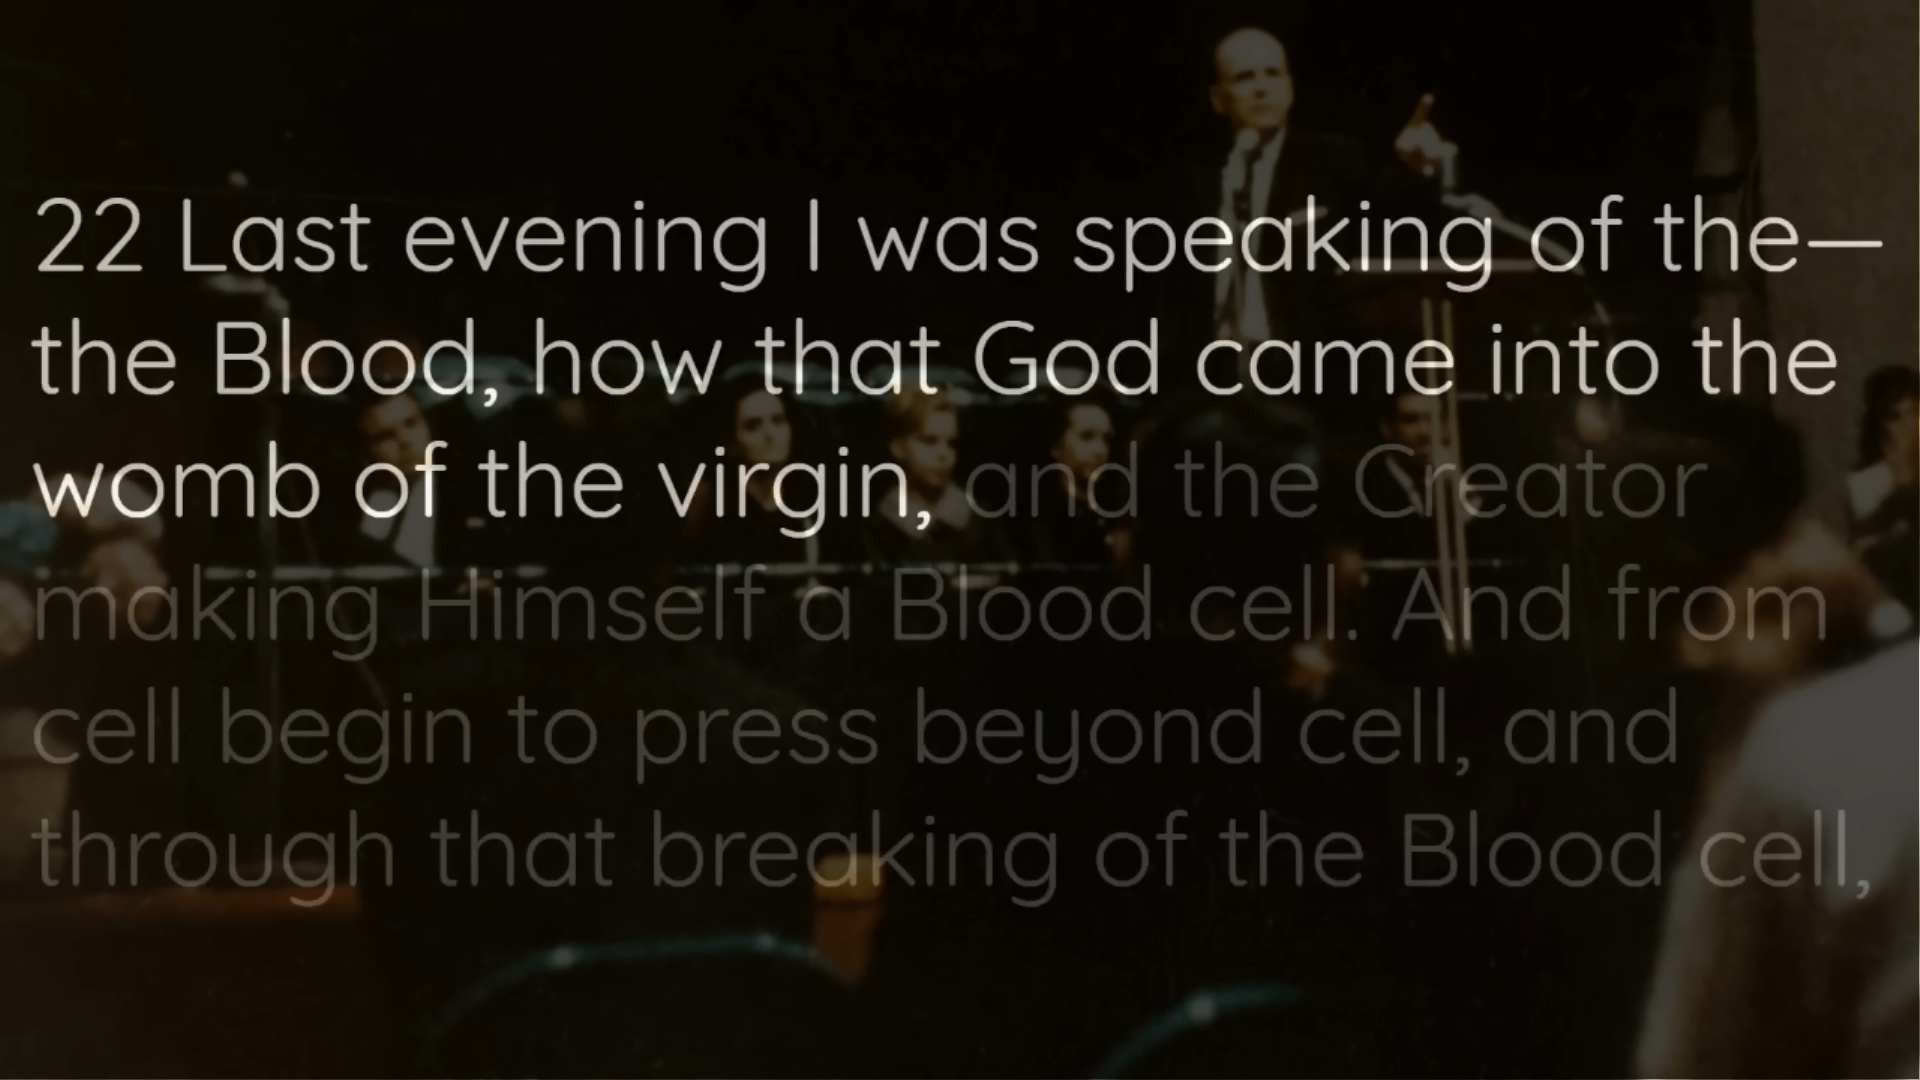 22 Last evening I was speaking of the—
the Blood, how that God came into the
womb of the virgin, and the Creator
making Himself a Blood cell. And from
cell begin to press beyond cell, and
through that breaking of the Blood cell,